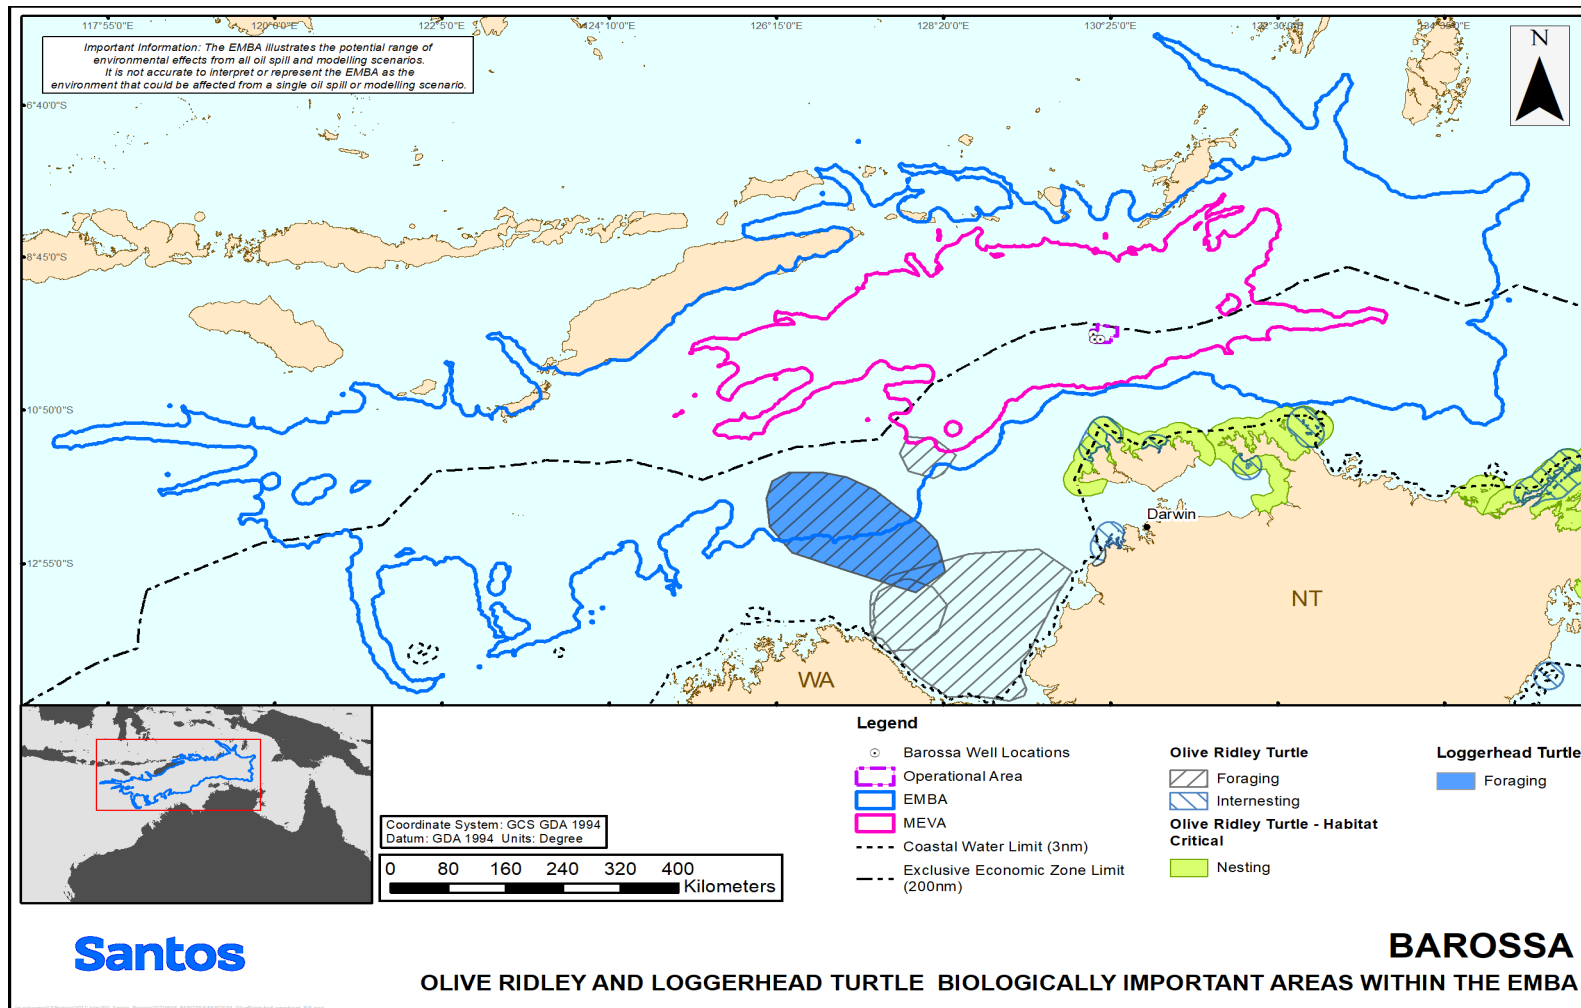 117°55'0"E 120°0'0"E 122°5'0"E 124°10'0"E 126°15'0"E 128°20'0"E 130°25'0"E 132°30'0"E 134°35'0"E
Important Information: The EMBA illustrates the potential range of
environmental effects from all oil spill and modelling scenarios.
It is not accurate to interpret or represent the EMBA as the
environment that could be affected from a single oil spill or modelling scenario.
N
6°40'0"S
8°45'0"S
10°50'0"S
12°55'0"S
Darwin
NT
WA
Legend
Barossa Well Locations
Operational Area
EMBA
MEVA
Coastal Water Limit (3nm)
Exclusive Economic Zone Limit
(200nm)
Olive Ridley Turtle
Foraging
Internesting
Olive Ridley Turtle - Habitat
Critical
Nesting
Loggerhead Turtle
Foraging
Coordinate System: GCS GDA 1994
Datum: GDA 1994 Units: Degree
0 80 160 240 320 400
Kilometers
Santos
BAROSSA
OLIVE RIDLEY AND LOGGERHEAD TURTLE BIOLOGICALLY IMPORTANT AREAS WITHIN THE EMBA